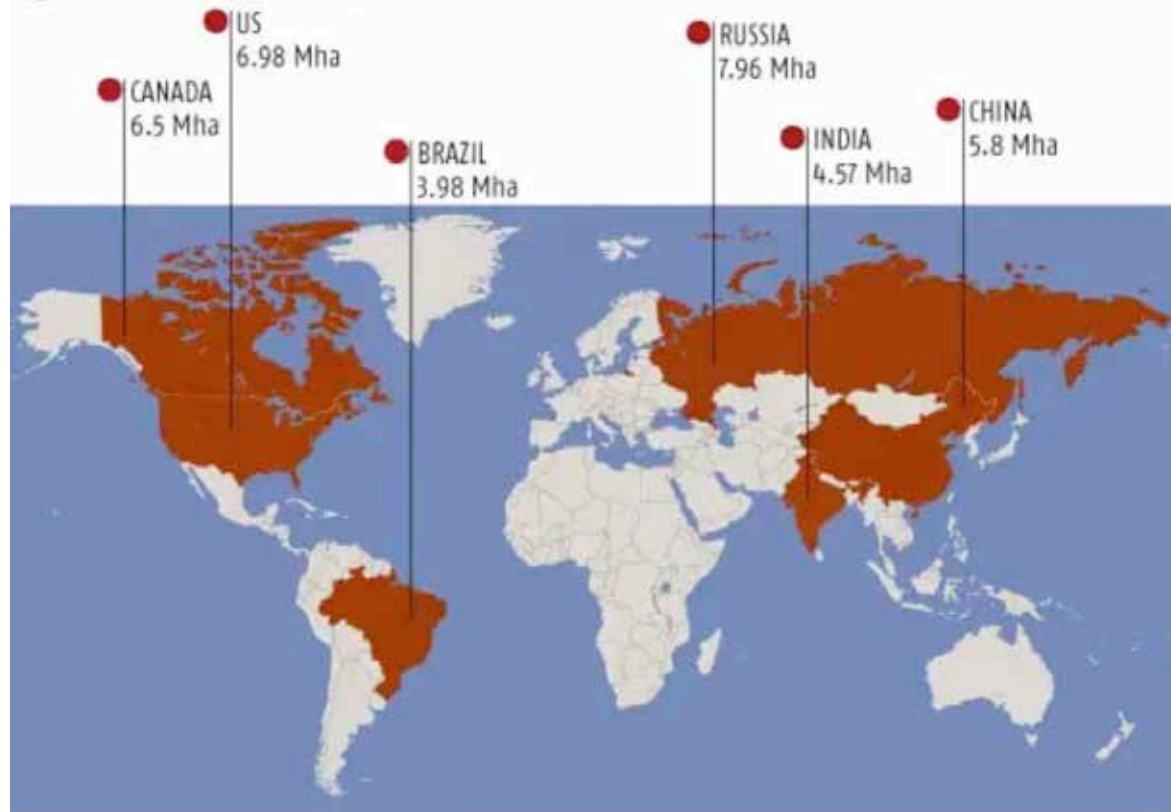 US
6.98 Mha
RUSSIA
7.96 Mha
CANADA
6.5 Mha
CHINA
5.8 Mha
BRAZIL
3.98 Mha
INDIA
4.57 Mha